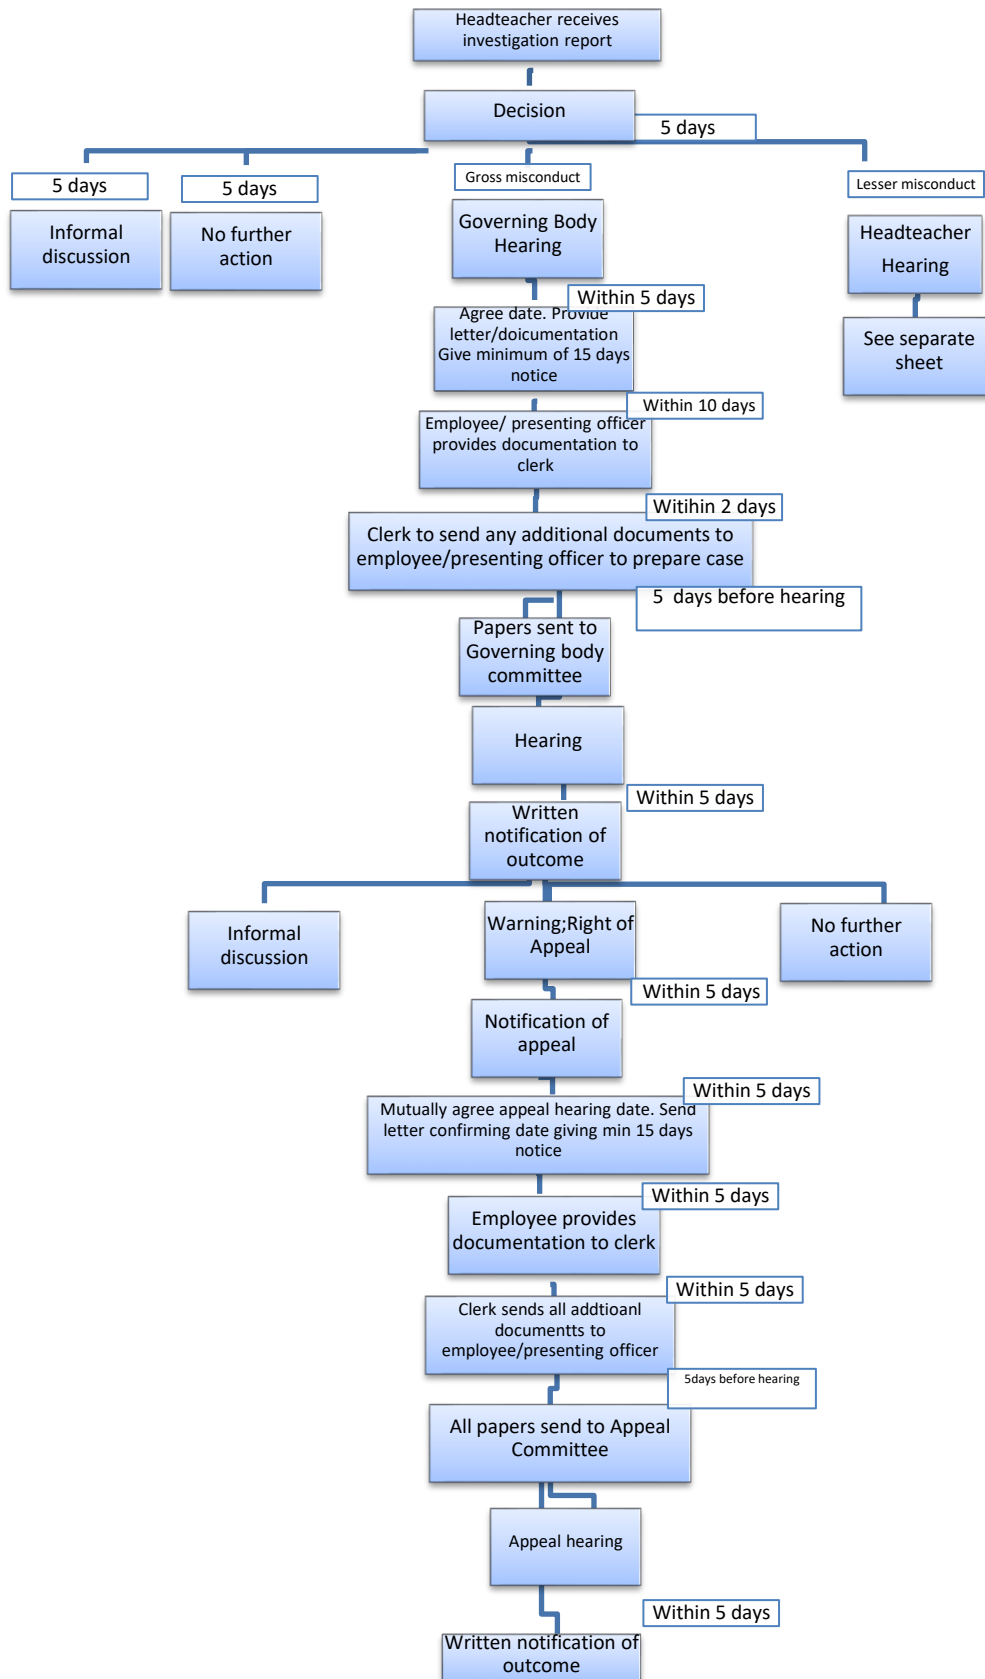 Headteacher receives
investigation report
Decision
5 days
5 days
5 days
Gross misconduct
Lesser misconduct
Informal
discussion
No further
action
Governing Body
Hearing
Headteacher
Hearing
Within 5 days
Agree date. Provide
letter/doicumentation
Give minimum of 15 days
notice
See separate
sheet
Within 10 days
Employee/ presenting officer
provides documentation to
clerk
Witihin 2 days
Clerk to send any additional documents to
employee/presenting officer to prepare case
5  days before hearing
Papers sent to
Governing body
committee
Hearing
Within 5 days
Written
notification of
outcome
Informal
discussion
Warning;Right of
Appeal
No further
action
Within 5 days
Notification of
appeal
Within 5 days
Mutually agree appeal hearing date. Send
letter confirming date giving min 15 days
notice
Within 5 days
Employee provides
documentation to clerk
Within 5 days
Clerk sends all addtioanl
documentts to
employee/presenting officer
5days before hearing
All papers send to Appeal
Committee
Appeal hearing
Within 5 days
Written notification of
outcome